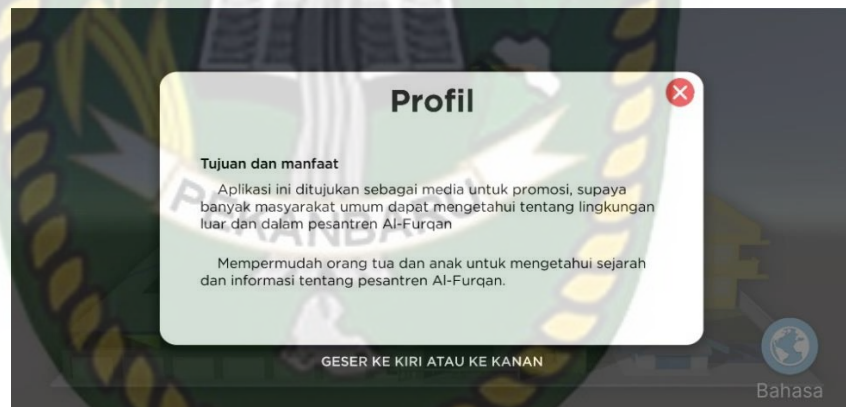 Profil
Tujuan dan manfaat
Aplikasi ini ditujukan sebagai media untuk promosi, supaya
banyak masyarakat umum dapat mengetahui tentang lingkungan
luar dan dalam pesantren Al-Furqan
Mempermudah orang tua dan anak untuk mengetahui sejarah
dan informasi tentang pesantren Al-Furqan.
PEKANBARU
GESER KE KIRI ATAU KE KANAN
Bahasa